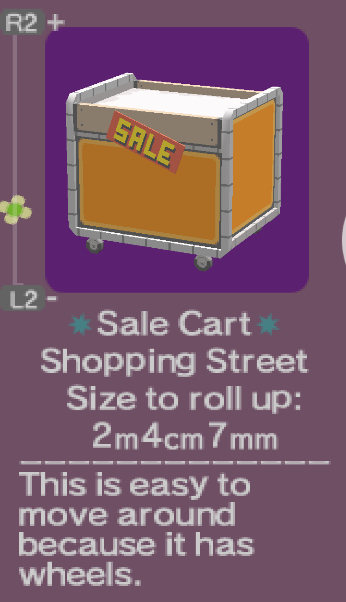 R2 +
SALE
L2 -
Sale Cart
Shopping Street
Size to roll up:
2m4cm7mm
This is easy to
move around
because it has
wheels.